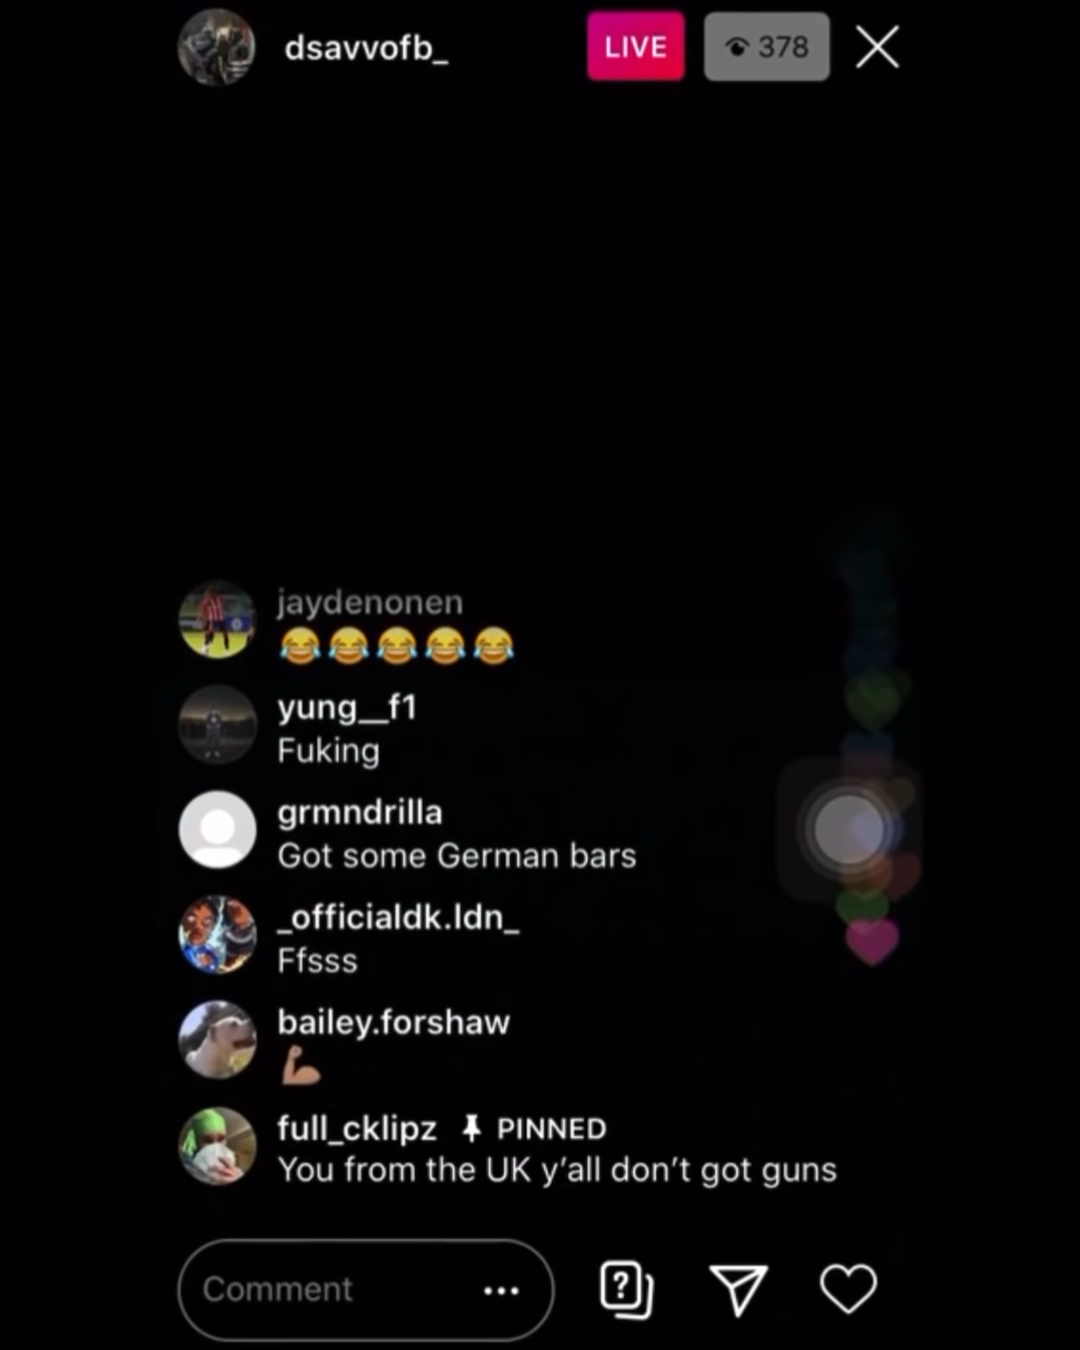 dsavvofb_ LIVE 378
jaydenonen
😂😂😂😂😂
yung__f1
Fuking
grmndrilla
Got some German bars
_officialdk.ldn_
Ffsss
bailey.forshaw
💪🏽
full_cklipz PINNED
You from the UK y’all don’t got guns
Comment